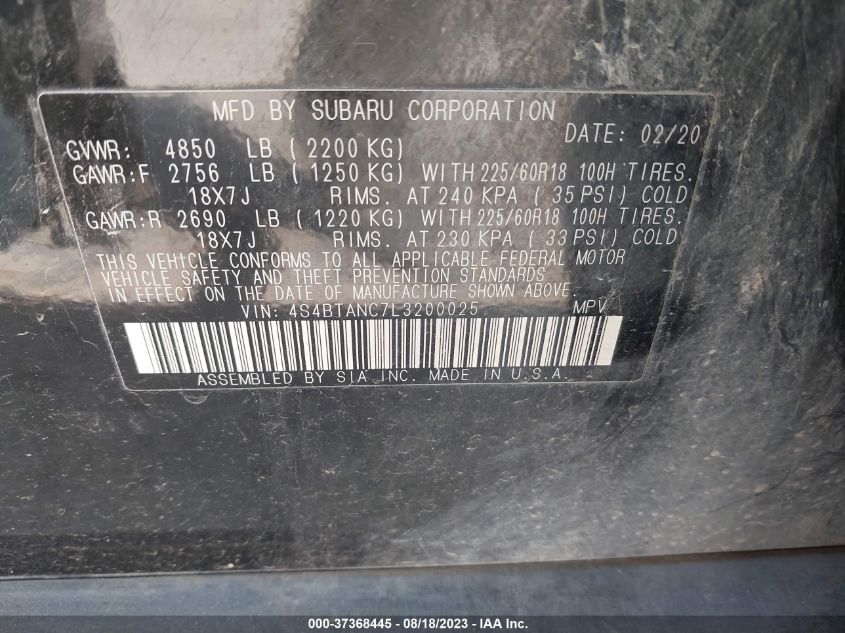 MFD BY SUBARU CORPORATION
DATE: 02/20
GVWR: 4850 LB ( 2200 KG)
GAWR:F 2756 LB ( 1250 KG) WITH 225/60R18 100H TIRES.
18X7J RIMS. AT 240 KPA ( 35 PSI) COLD
GAWR:R 2690 LB ( 1220 KG) WITH 225/60R18 100H TIRES.
18X7J RIMS. AT 230 KPA ( 33 PSI) COLD
THIS VEHICLE CONFORMS TO ALL APPLICABLE FEDERAL MOTOR
VEHICLE SAFETY AND THEFT PREVENTION STANDARDS
IN EFFECT ON THE DATE OF MANUFACTURE SHOWN ABOVE.
VIN: 4S4BTANC7L3200025 MPV
ASSEMBLED BY SIA INC. MADE IN U.S.A.
000-37368445 - 08/18/2023 - IAA Inc.